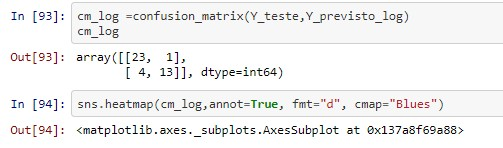 In [93]: cm_log =confusion_matrix(Y_teste,Y_previsto_log)
cm_log
Out[93]: array([[23,  1],
       [ 4, 13]], dtype=int64)
In [94]: sns.heatmap(cm_log,annot=True, fmt="d", cmap="Blues")
Out[94]: <matplotlib.axes._subplots.AxesSubplot at 0x137a8f69a88>